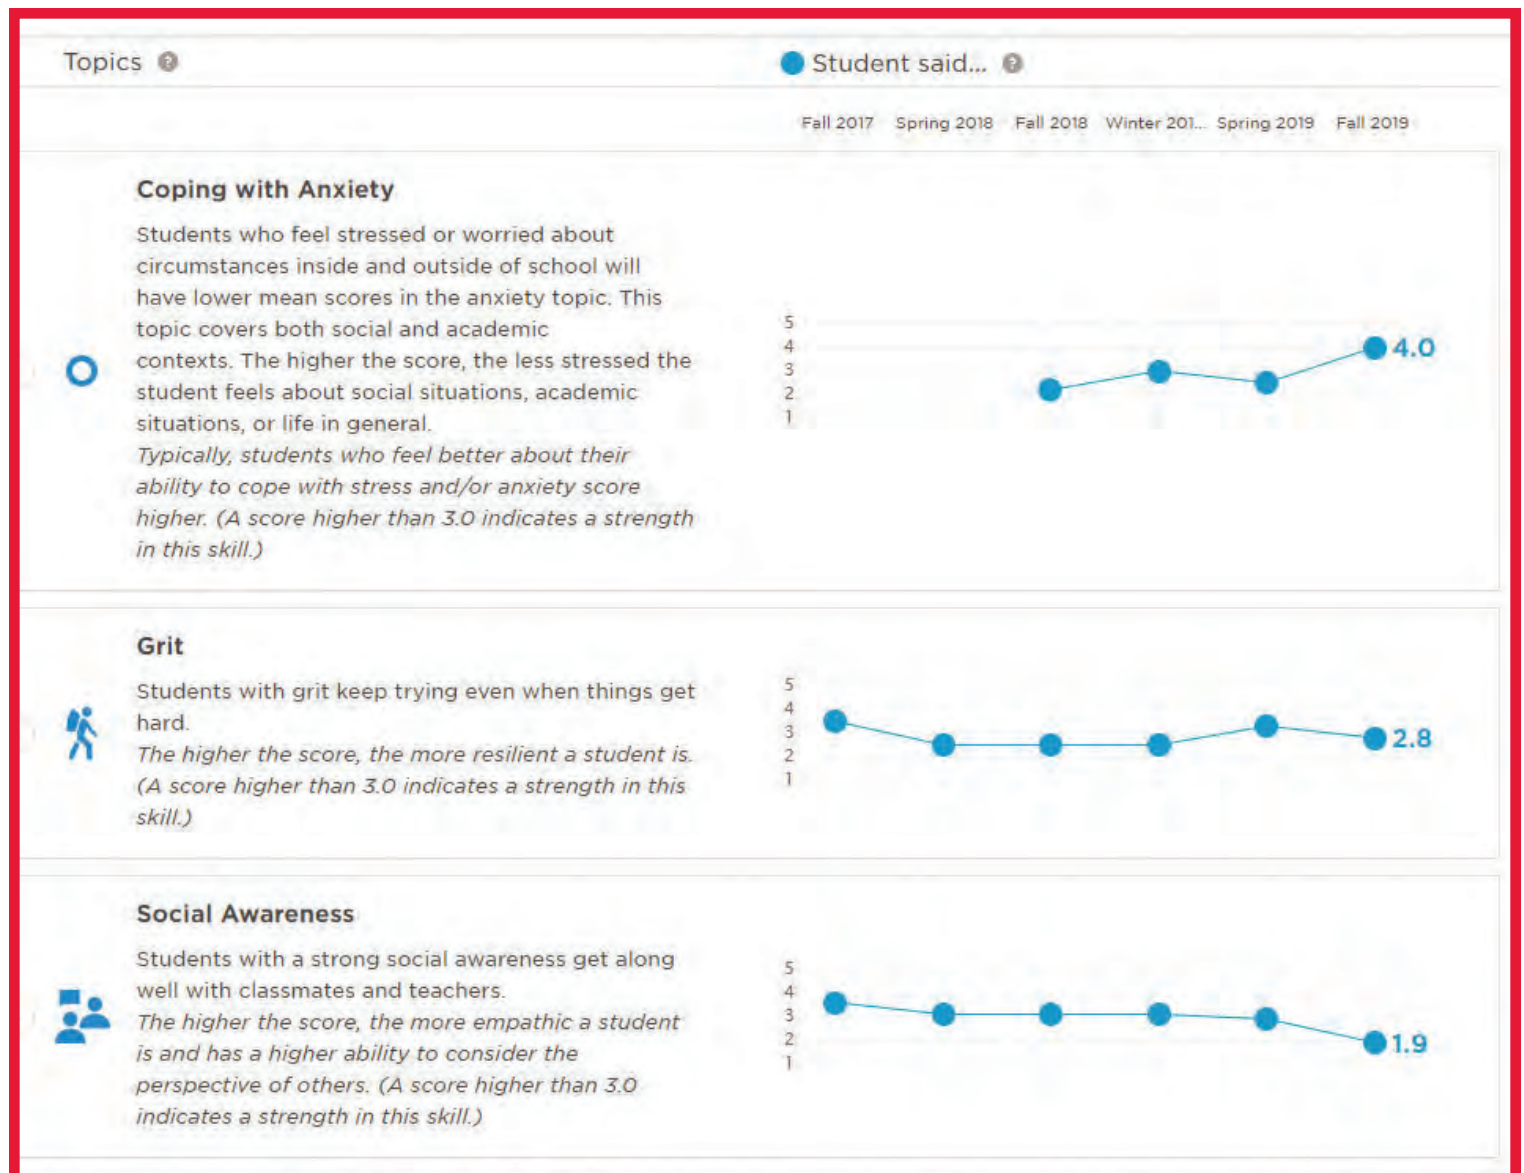 Topics ?
Student said... ?
Fall 2017 Spring 2018 Fall 2018 Winter 201... Spring 2019 Fall 2019
Coping with Anxiety
Students who feel stressed or worried about
circumstances inside and outside of school will
have lower mean scores in the anxiety topic. This
topic covers both social and academic
contexts. The higher the score, the less stressed the
student feels about social situations, academic
situations, or life in general.
Typically, students who feel better about their
ability to cope with stress and/or anxiety score
higher. (A score higher than 3.0 indicates a strength
in this skill.)
5
4
3
2
1
4.0
Grit
Students with grit keep trying even when things get
hard.
The higher the score, the more resilient a student is.
(A score higher than 3.0 indicates a strength in this
skill.)
5
4
3
2
1
2.8
Social Awareness
Students with a strong social awareness get along
well with classmates and teachers.
The higher the score, the more empathic a student
is and has a higher ability to consider the
perspective of others. (A score higher than 3.0
indicates a strength in this skill.)
5
4
3
2
1
1.9